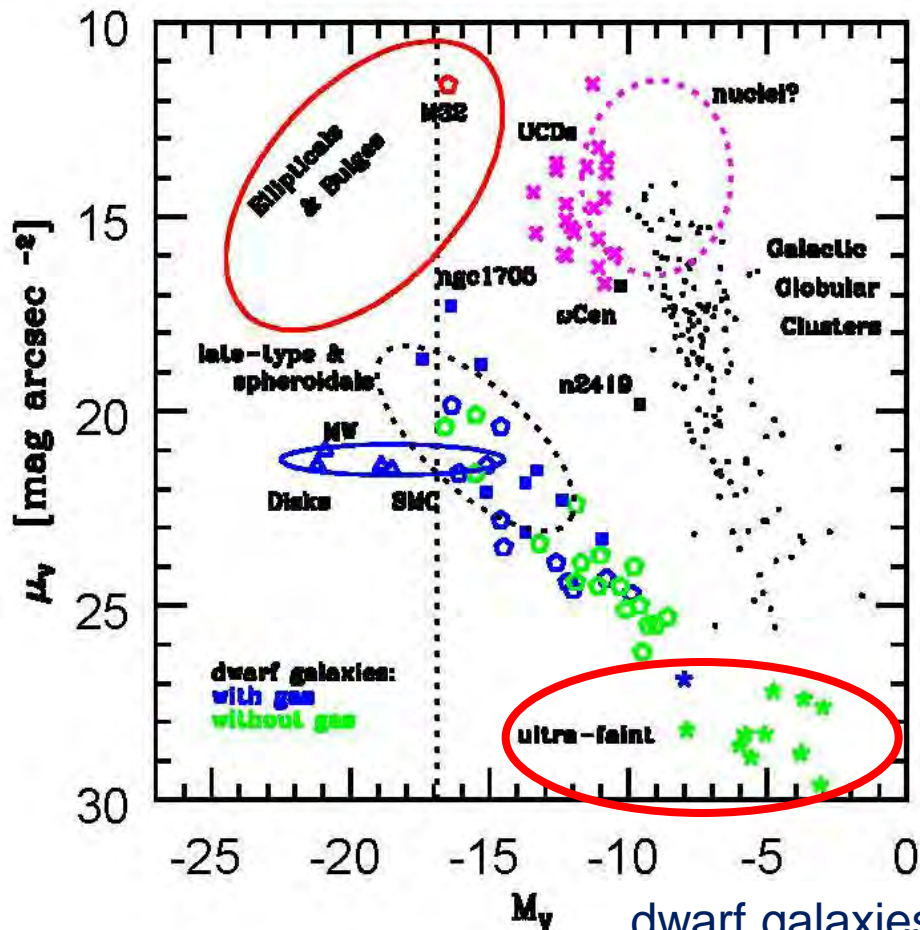 10
15
20
25
30
μv [mag arcsec -2]
Ellipticals
& Bulges
M32
UCDs
nuclei?
ngc1705
ωCen
Galactic
Globular
Clusters
late-type &
spheroidals
n2419
MW
Disks
SMC
dwarf galaxies:
with gas
without gas
ultra-faint
-25 -20 -15 -10 -5 0
Mv
dwarf galaxies